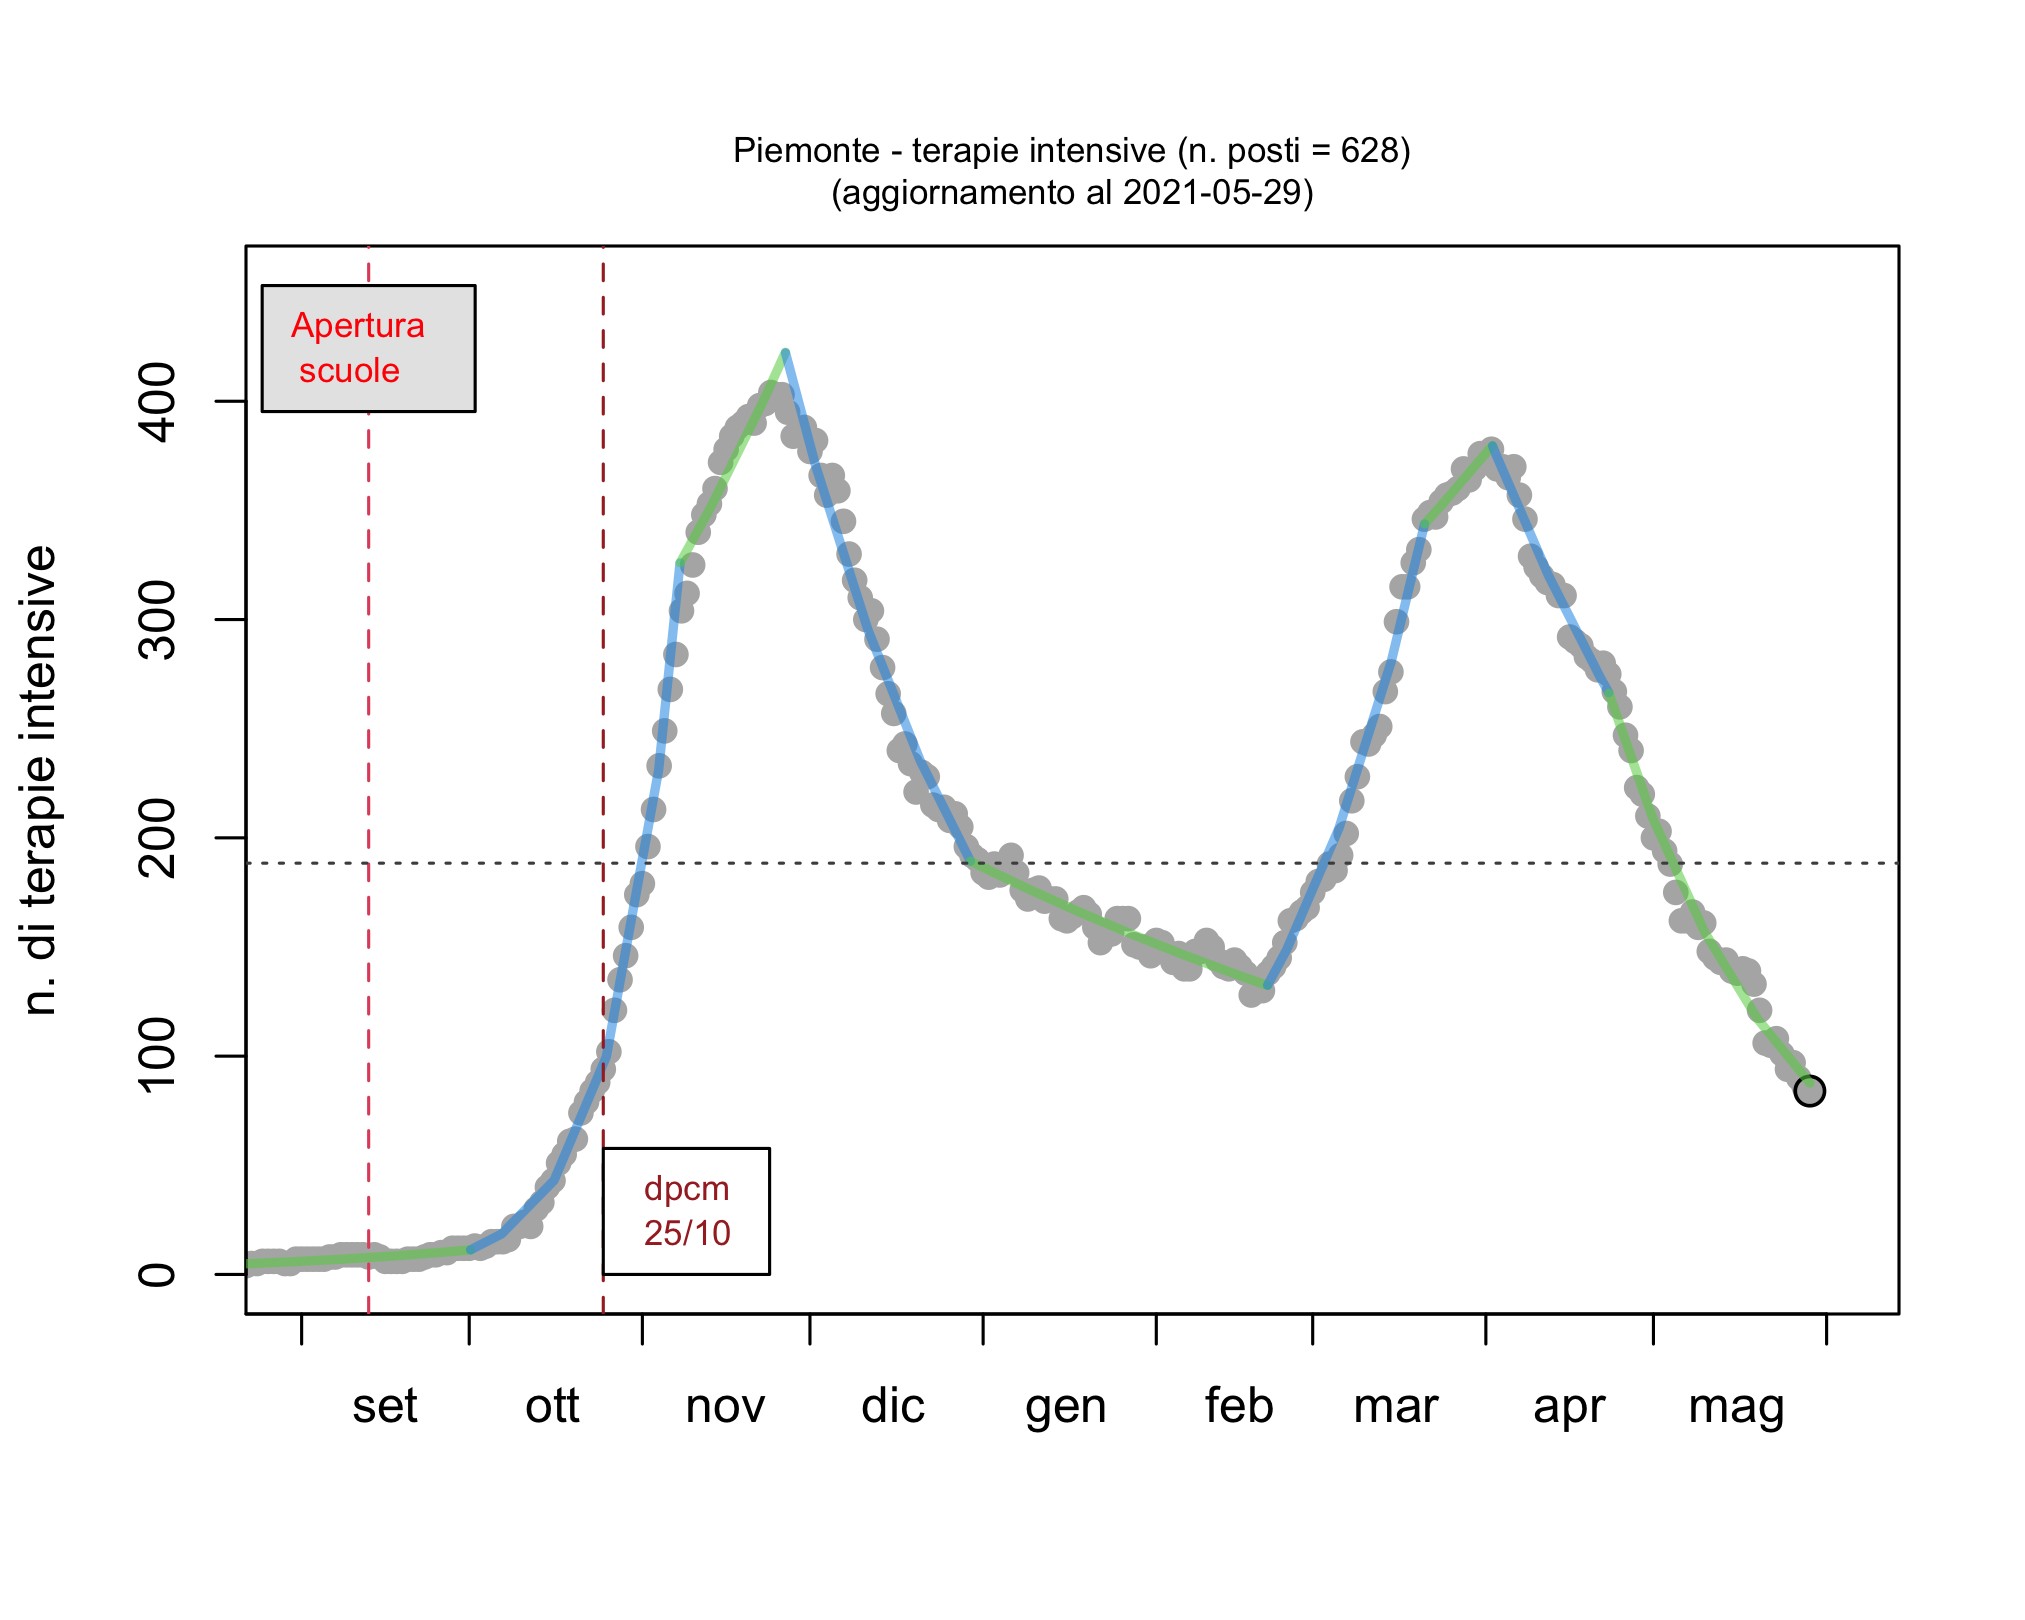 Piemonte - terapie intensive (n. posti = 628)
(aggiornamento al 2021-05-29)
Apertura
scuole
n. di terapie intensive
400
300
200
100
0
dpcm
25/10
set ott nov dic gen feb mar apr mag